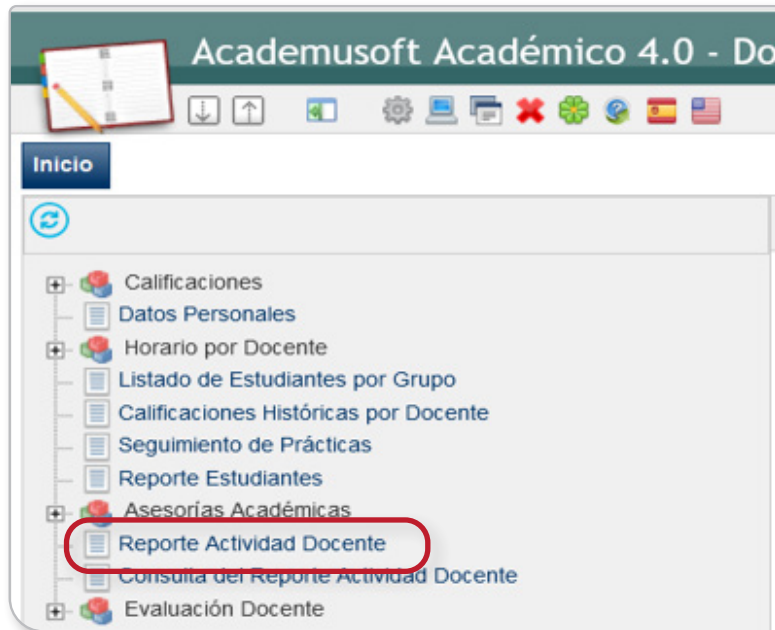 Academusoft Académico 4.0 - Do
Inicio
Calificaciones
Datos Personales
Horario por Docente
Listado de Estudiantes por Grupo
Calificaciones Históricas por Docente
Seguimiento de Prácticas
Reporte Estudiantes
Asesorías Académicas
Reporte Actividad Docente
Consulta del Reporte Actividad Docente
Evaluación Docente